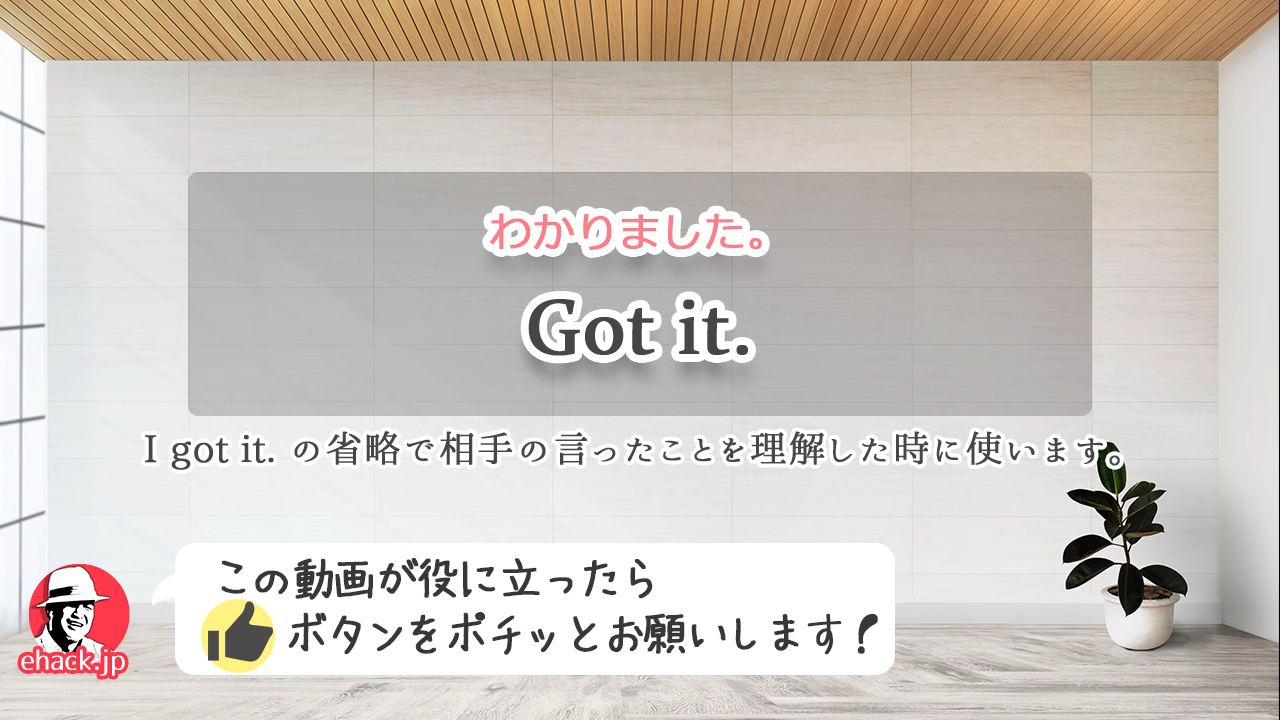 わかりました。
Got it.
I got it. の省略で相手の言ったことを理解した時に使います。
この動画が役に立ったら
ボタンをポチッとお願いします！
ehack.jp